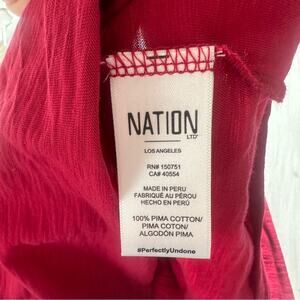 NATION
LTD
LOS ANGELES
RN# 150751
CA# 40554
MADE IN PERU
FABRIQUÉ AU PÉROU
HECHO EN PERÚ
100% PIMA COTTON/
PIMA COTON/
ALGODÓN PIMA
#PerfectlyUndone